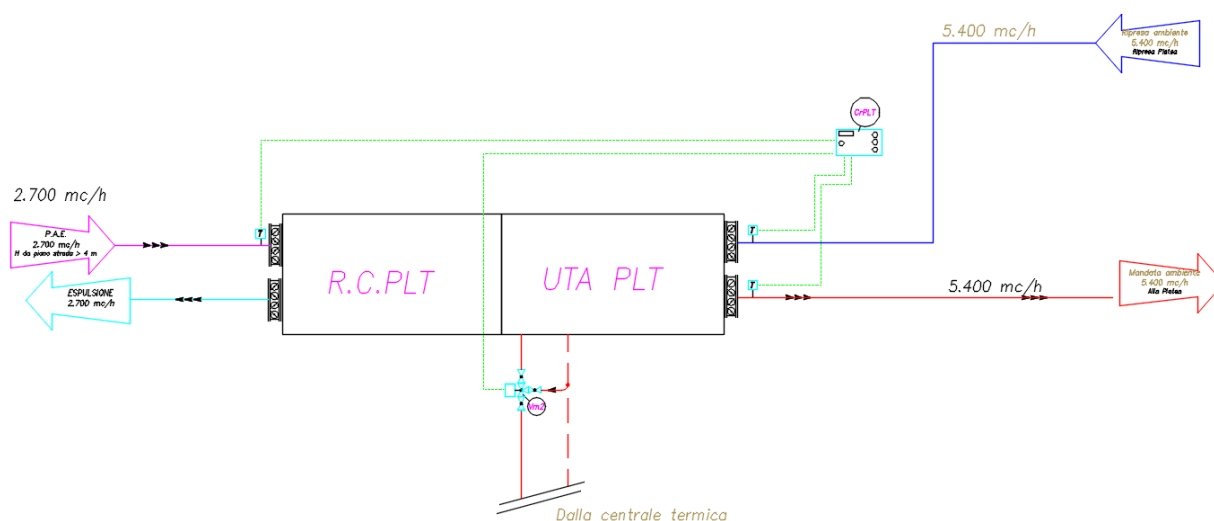 5.400 mc/h
Ripresa ambiente
5.400 mc/h
Ripresa Platea
CrPLT
2.700 mc/h
P.A.E.
2.700 mc/h
H da piano strada > 4 m
T
T
R.C.PLT
UTA PLT
ESPULSIONE
2.700 mc/h
T
5.400 mc/h
Mandata ambiente
5.400 mc/h
Alla Platea
Vm2
Dalla centrale termica